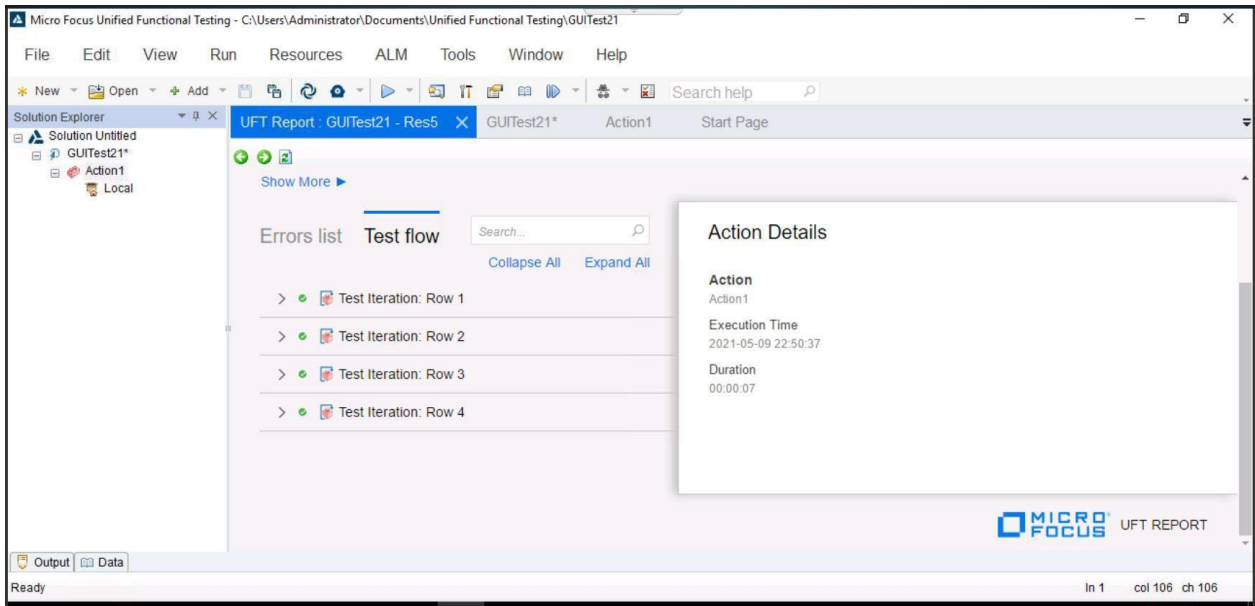 Micro Focus Unified Functional Testing - C:\Users\Administrator\Documents\Unified Functional Testing\GUITest21
File Edit View Run Resources ALM Tools Window Help
New Open Add Search help
Solution Explorer
UFT Report : GUITest21 - Res5 GUITest21* Action1 Start Page
Solution Untitled
GUITest21*
Action1
Local
Show More
Errors list Test flow Search...
Collapse All Expand All
Test Iteration: Row 1
Test Iteration: Row 2
Test Iteration: Row 3
Test Iteration: Row 4
Action Details
Action
Action1
Execution Time
2021-05-09 22:50:37
Duration
00:00:07
MICRO FOCUS UFT REPORT
Output Data
Ready ln 1 col 106 ch 106